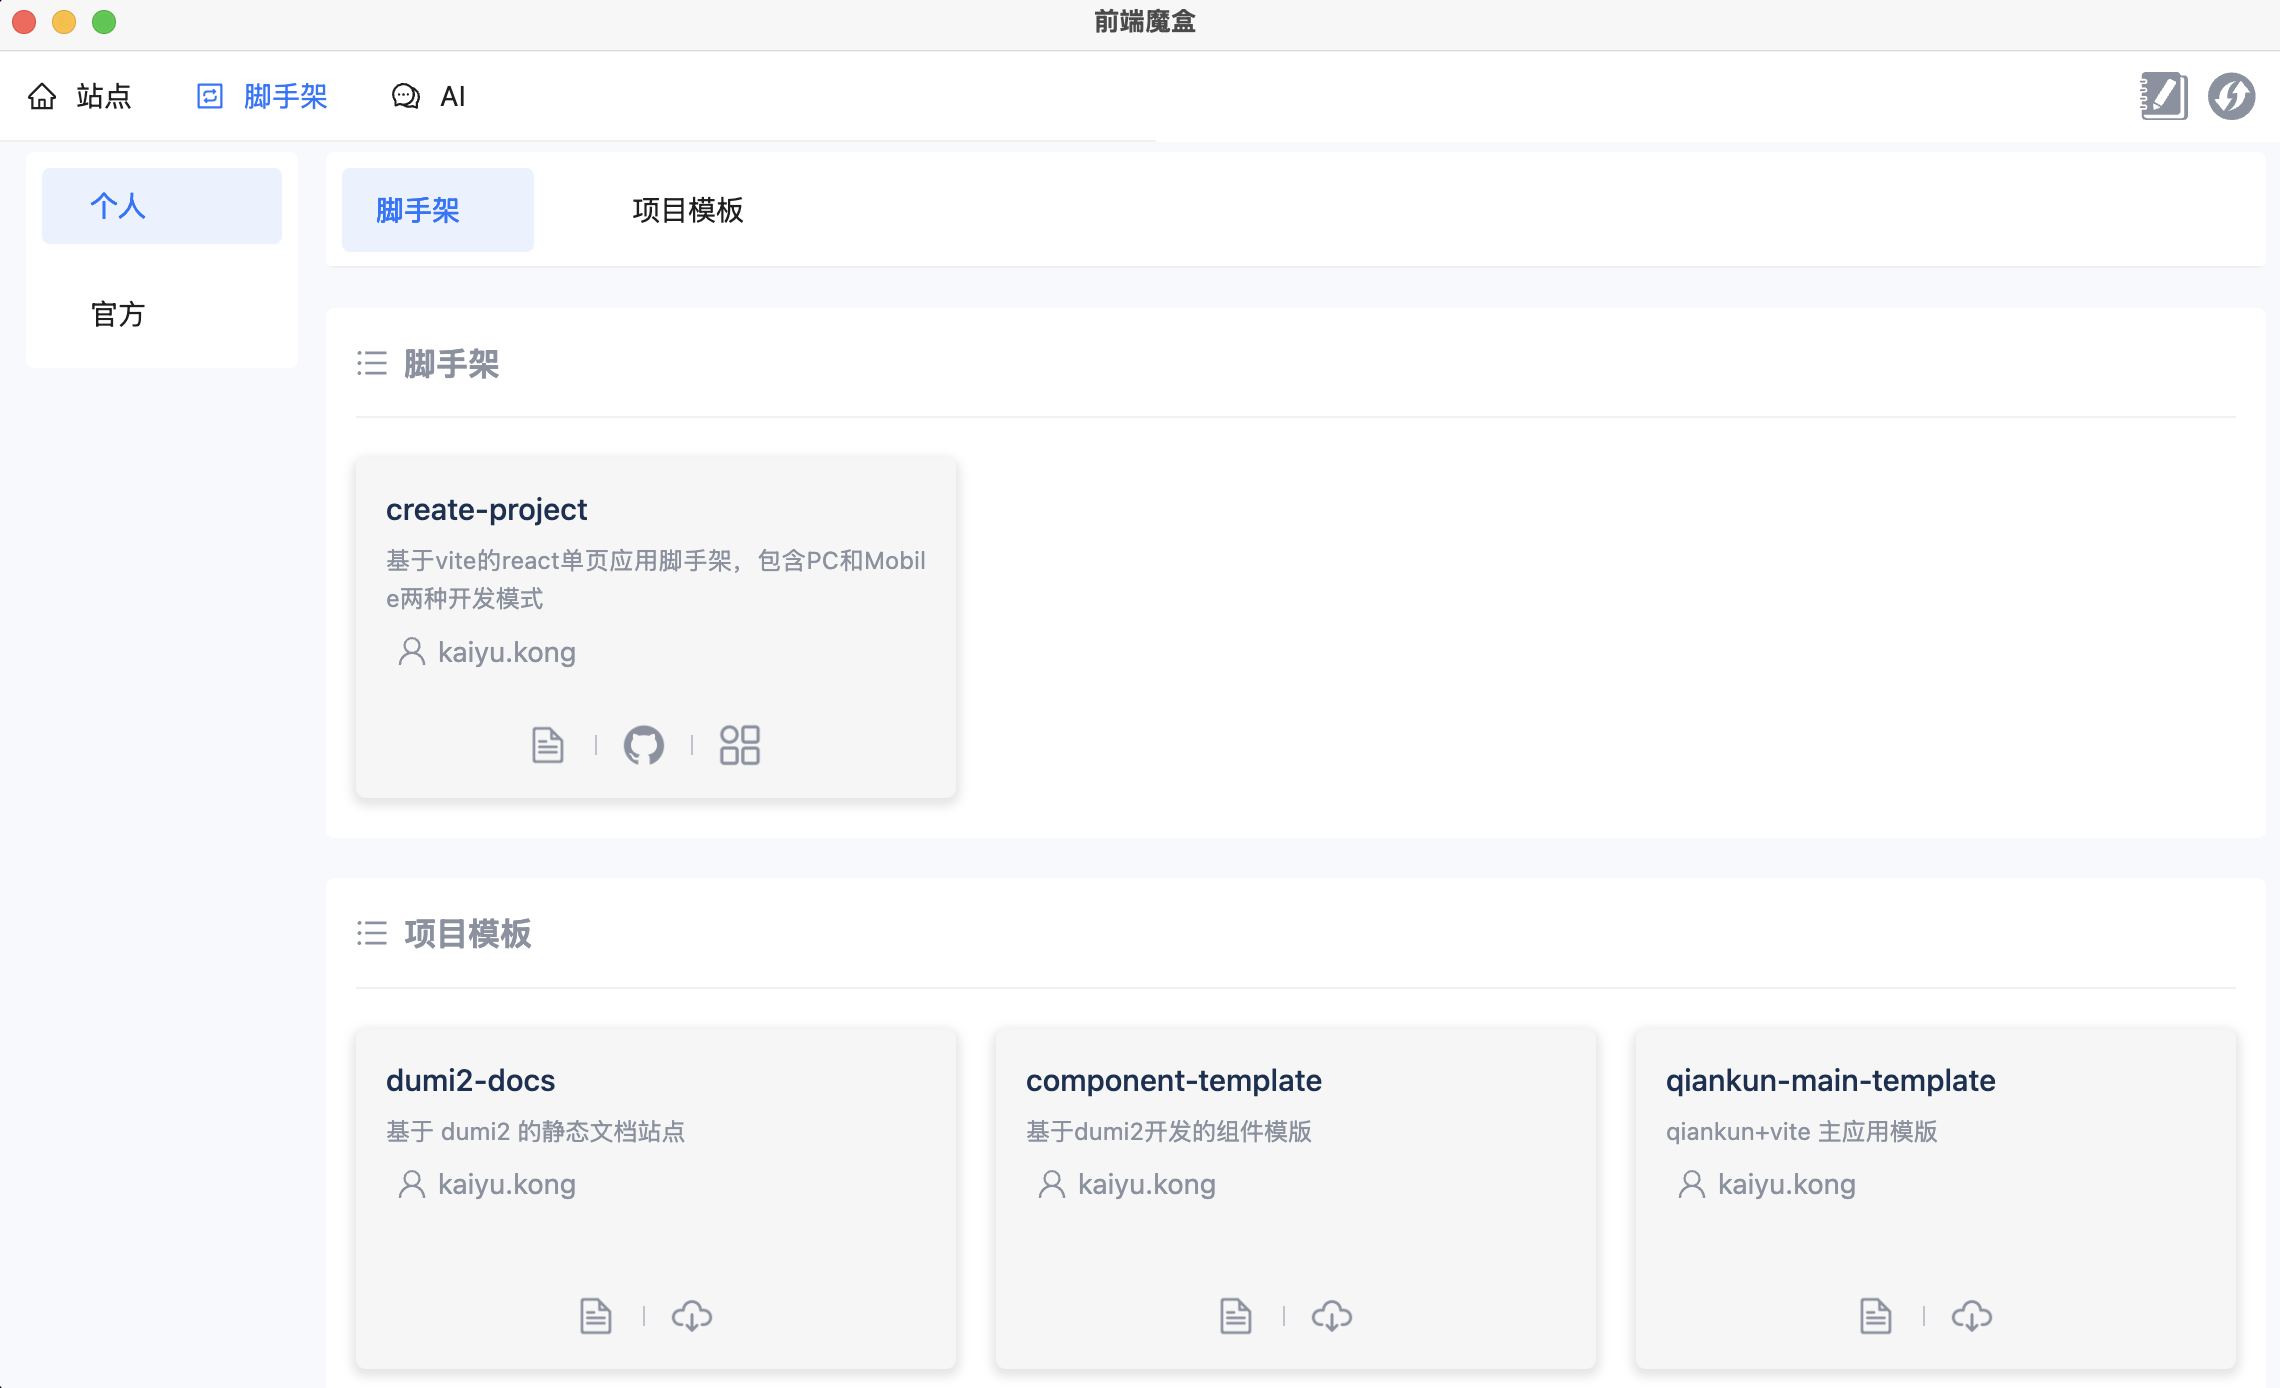 前端魔盒
站点
脚手架
AI
个人
官方
脚手架
项目模板
脚手架
create-project
基于vite的react单页应用脚手架，包含PC和Mobil
e两种开发模式
kaiyu.kong
项目模板
dumi2-docs
基于 dumi2 的静态文档站点
kaiyu.kong
component-template
基于dumi2开发的组件模版
kaiyu.kong
qiankun-main-template
qiankun+vite 主应用模版
kaiyu.kong